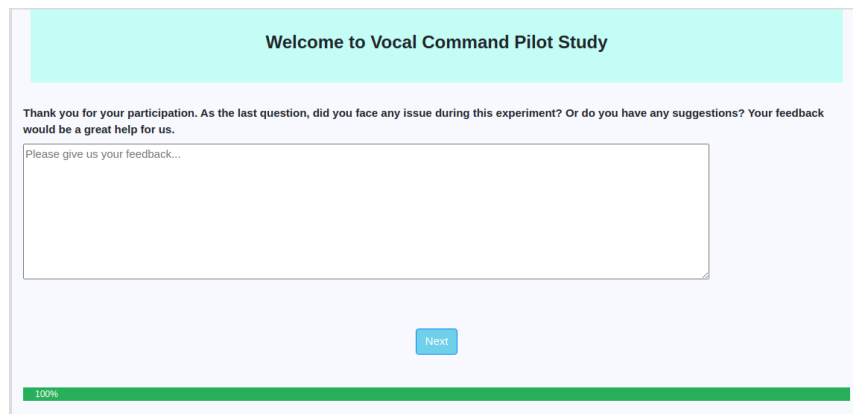 Welcome to Vocal Command Pilot Study
Thank you for your participation. As the last question, did you face any issue during this experiment? Or do you have any suggestions? Your feedback
would be a great help for us.
Please give us your feedback...
Next
100%